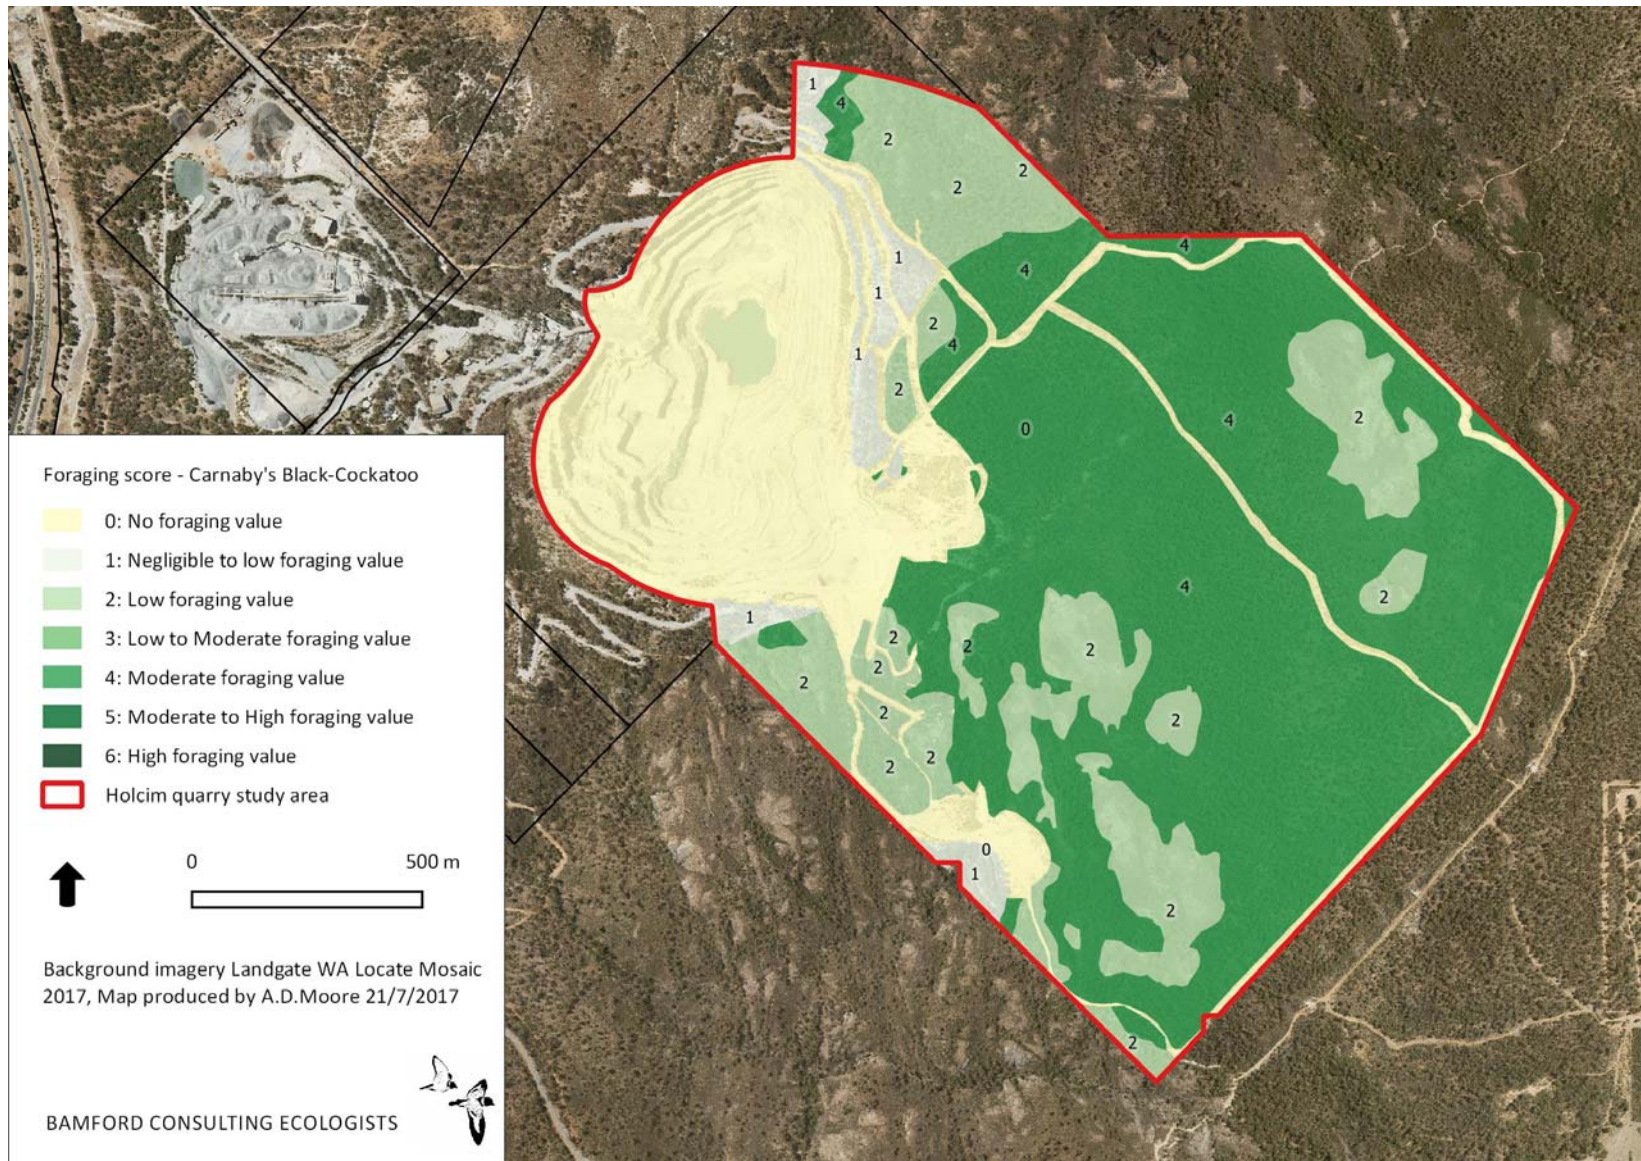 1
4
2
2
2
4
1
4
1
2
1
4
2
0
4
2
2
4
2
1
2
2
2
2
2
2
2
2
2
0
1
2
2
Foraging score - Carnaby's Black-Cockatoo
0: No foraging value
1: Negligible to low foraging value
2: Low foraging value
3: Low to Moderate foraging value
4: Moderate foraging value
5: Moderate to High foraging value
6: High foraging value
Holcim quarry study area
0 500 m
Background imagery Landgate WA Locate Mosaic
2017, Map produced by A.D.Moore 21/7/2017
BAMFORD CONSULTING ECOLOGISTS